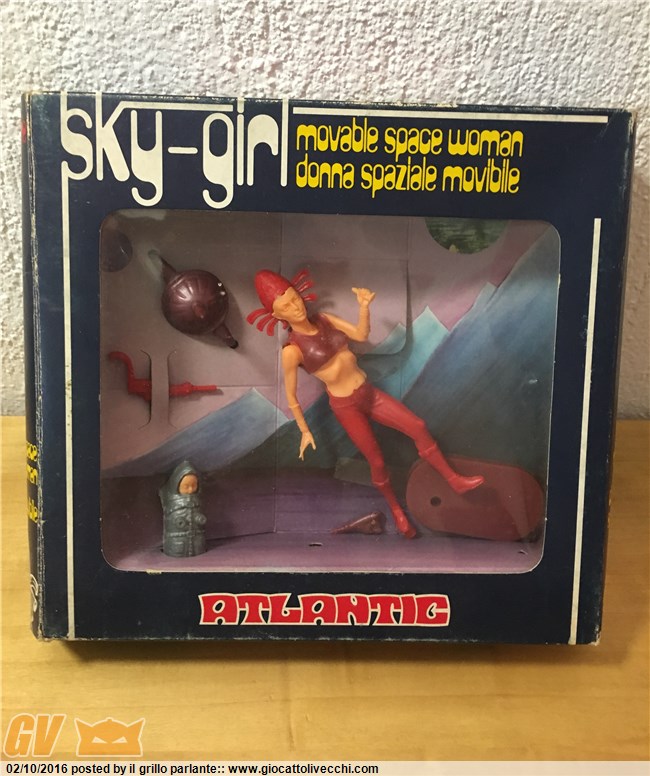 sky-girl
movable space woman
donna spaziale movibile
ATLANTIC
GV
02/10/2016 posted by il grillo parlante:: www.giocattolivecchi.com